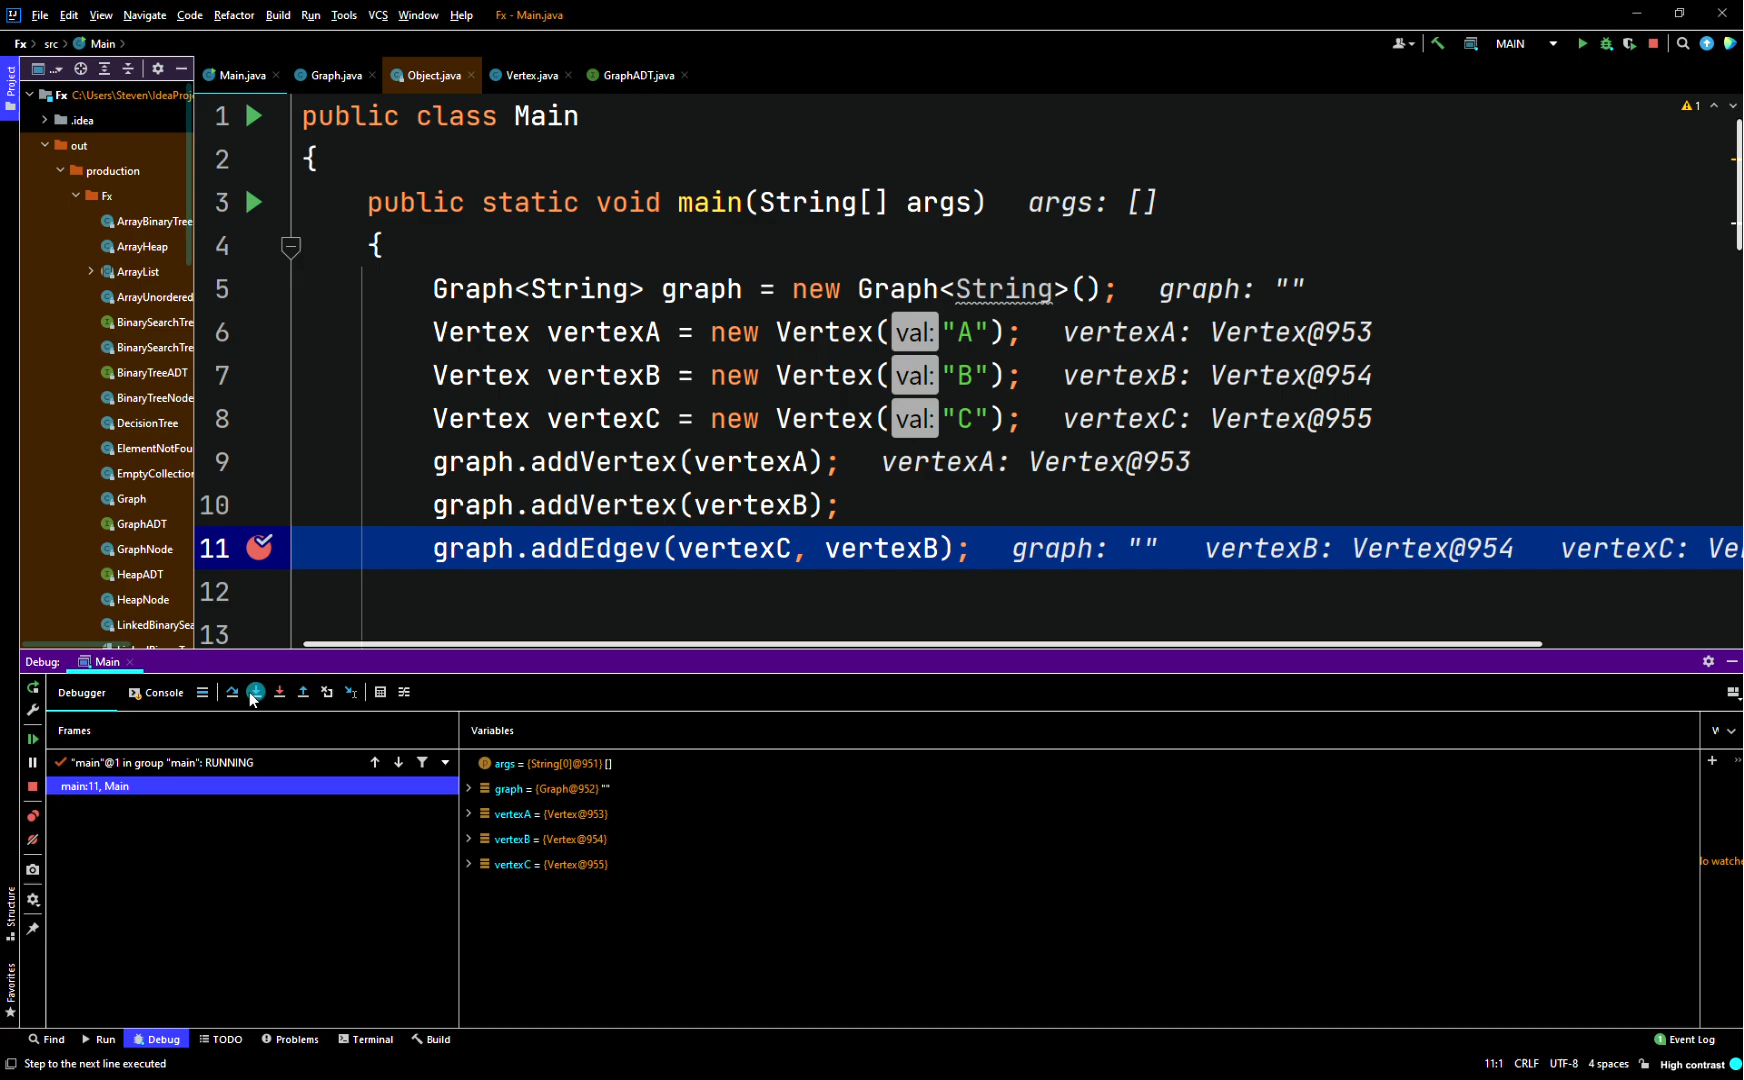 File Edit View Navigate Code Refactor Build Run Tools VCS Window Help Fx - Main.java
Fx src Main
MAIN
Project
Main.java Graph.java Object.java Vertex.java GraphADT.java
Fx C:\Users\Steven\IdeaProj
.idea
out
production
Fx
ArrayBinaryTree
ArrayHeap
ArrayList
ArrayUnordered
BinarySearchTre
BinarySearchTre
BinaryTreeADT
BinaryTreeNode
DecisionTree
ElementNotFou
EmptyCollection
Graph
GraphADT
GraphNode
HeapADT
HeapNode
LinkedBinarySea
1 public class Main
1
2 {
3 public static void main(String[] args) args: []
4 {
5 Graph<String> graph = new Graph<String>(); graph: ""
6 Vertex vertexA = new Vertex( val: "A"); vertexA: Vertex@953
7 Vertex vertexB = new Vertex( val: "B"); vertexB: Vertex@954
8 Vertex vertexC = new Vertex( val: "C"); vertexC: Vertex@955
9 graph.addVertex(vertexA); vertexA: Vertex@953
10 graph.addVertex(vertexB);
11 graph.addEdgev(vertexC, vertexB); graph: "" vertexB: Vertex@954 vertexC: Ve
12
13
Debug: Main
Debugger Console
Frames
"main"@1 in group "main": RUNNING
main:11, Main
Variables
args = {String[0]@951} []
graph = {Graph@952} ""
vertexA = {Vertex@953}
vertexB = {Vertex@954}
vertexC = {Vertex@955}
lo watche
Structure
Favorites
Find Run Debug TODO Problems Terminal Build
1 Event Log
Step to the next line executed
11:1 CRLF UTF-8 4 spaces High contrast